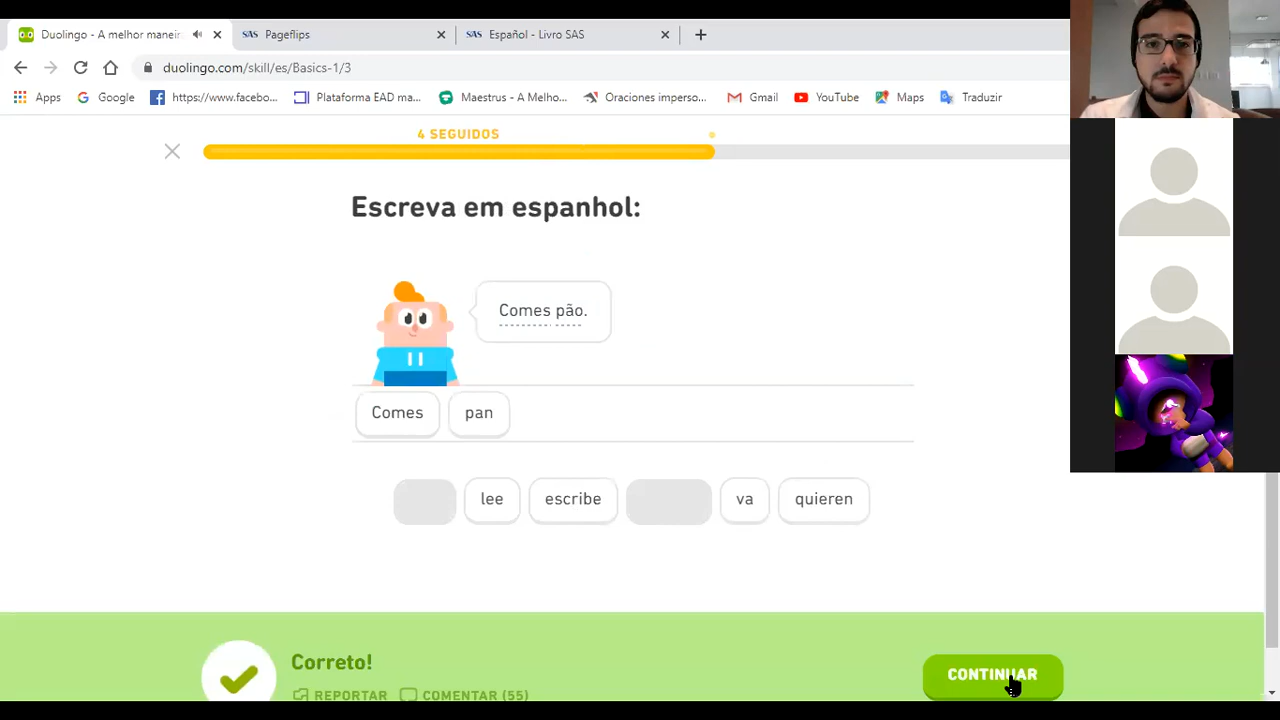 Duolingo - A melhor maneir
SAS Pageflips
SAS Español - Livro SAS
duolingo.com/skill/es/Basics-1/3
Apps
Google
https://www.facebo...
Plataforma EAD ma...
Maestrus - A Melho...
Oraciones imperso...
Gmail
YouTube
Maps
Traduzir
4 SEGUIDOS
Escreva em espanhol:
Comes pão.
Comes pan
lee escribe va quieren
Correto!
REPORTAR COMENTAR (55)
CONTINUAR